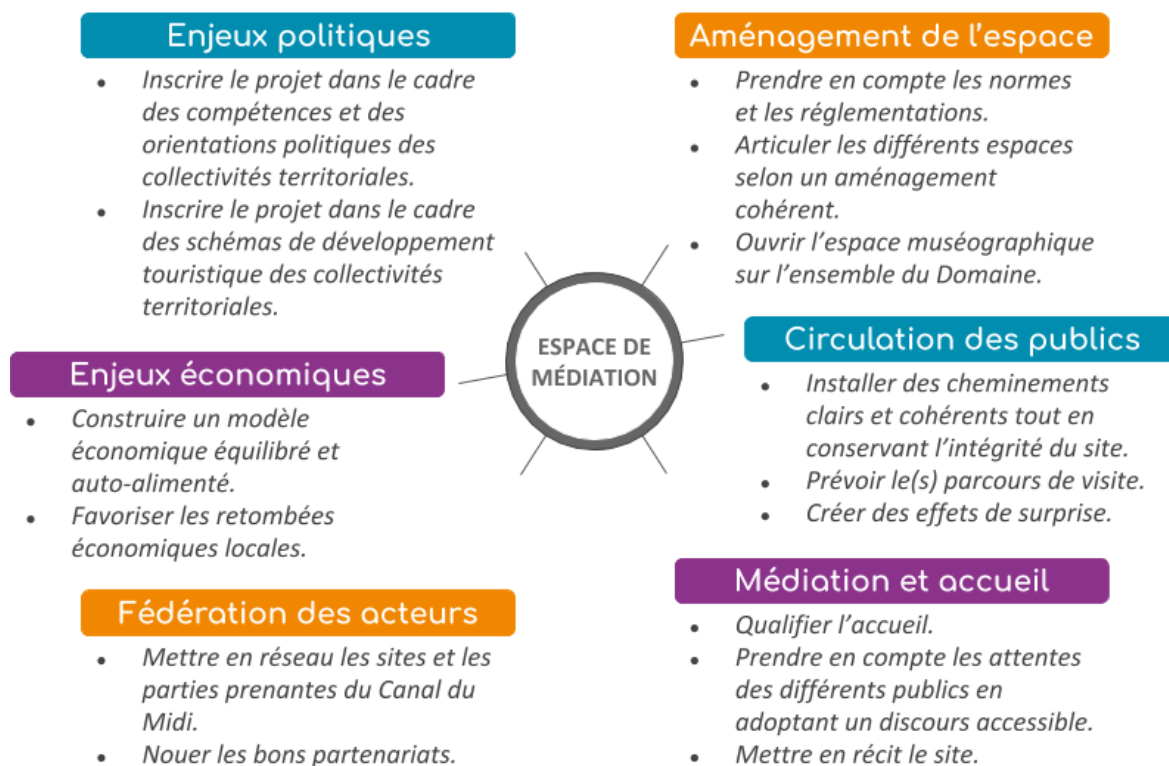 Enjeux politiques
• Inscrire le projet dans le cadre
des compétences et des
orientations politiques des
collectivités territoriales.
• Inscrire le projet dans le cadre
des schémas de développement
touristique des collectivités
territoriales.
Enjeux économiques
• Construire un modèle
économique équilibré et
auto-alimenté.
• Favoriser les retombées
économiques locales.
Fédération des acteurs
• Mettre en réseau les sites et les
parties prenantes du Canal du
Midi.
• Nouer les bons partenariats.
ESPACE DE
MÉDIATION
Aménagement de l’espace
• Prendre en compte les normes
et les réglementations.
• Articuler les différents espaces
selon un aménagement
cohérent.
• Ouvrir l’espace muséographique
sur l’ensemble du Domaine.
Circulation des publics
• Installer des cheminements
clairs et cohérents tout en
conservant l’intégrité du site.
• Prévoir le(s) parcours de visite.
• Créer des effets de surprise.
Médiation et accueil
• Qualifier l’accueil.
• Prendre en compte les attentes
des différents publics en
adoptant un discours accessible.
• Mettre en récit le site.